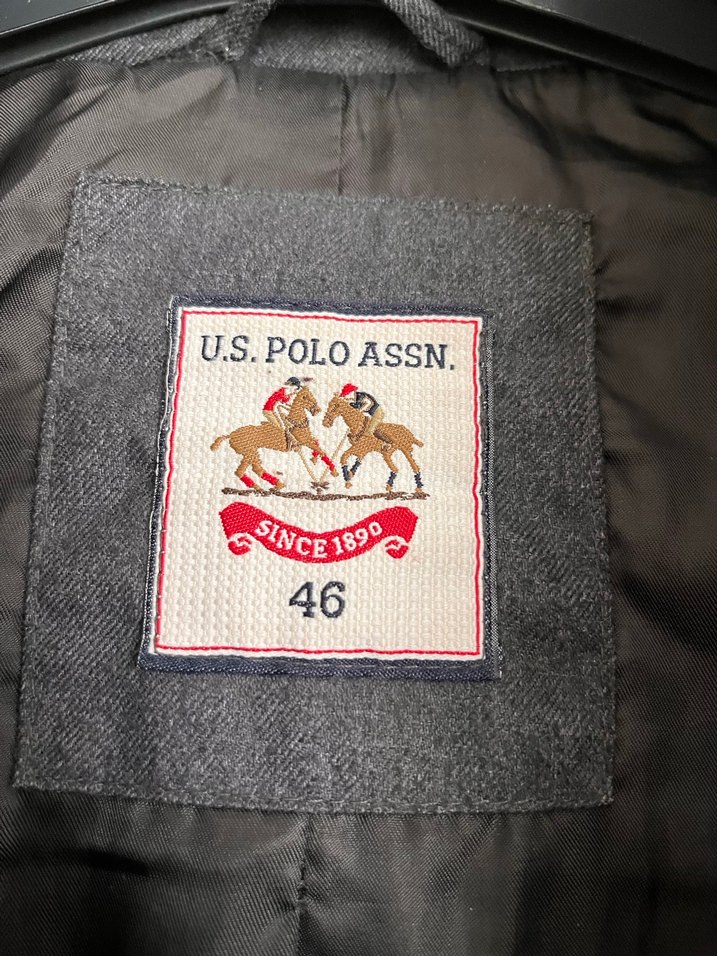 U.S. POLO ASSN.
SINCE 1890
46